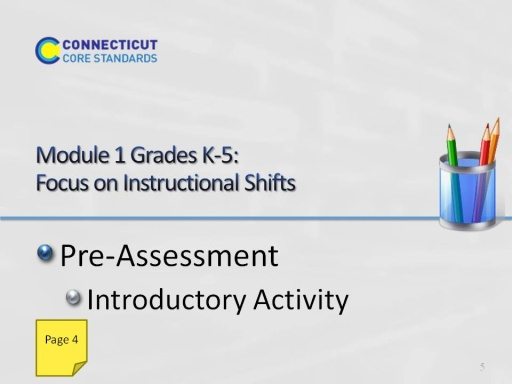 CONNECTICUT
CORE STANDARDS
Module 1 Grades K-5:
Focus on Instructional Shifts
Pre-Assessment
Introductory Activity
Page 4
5